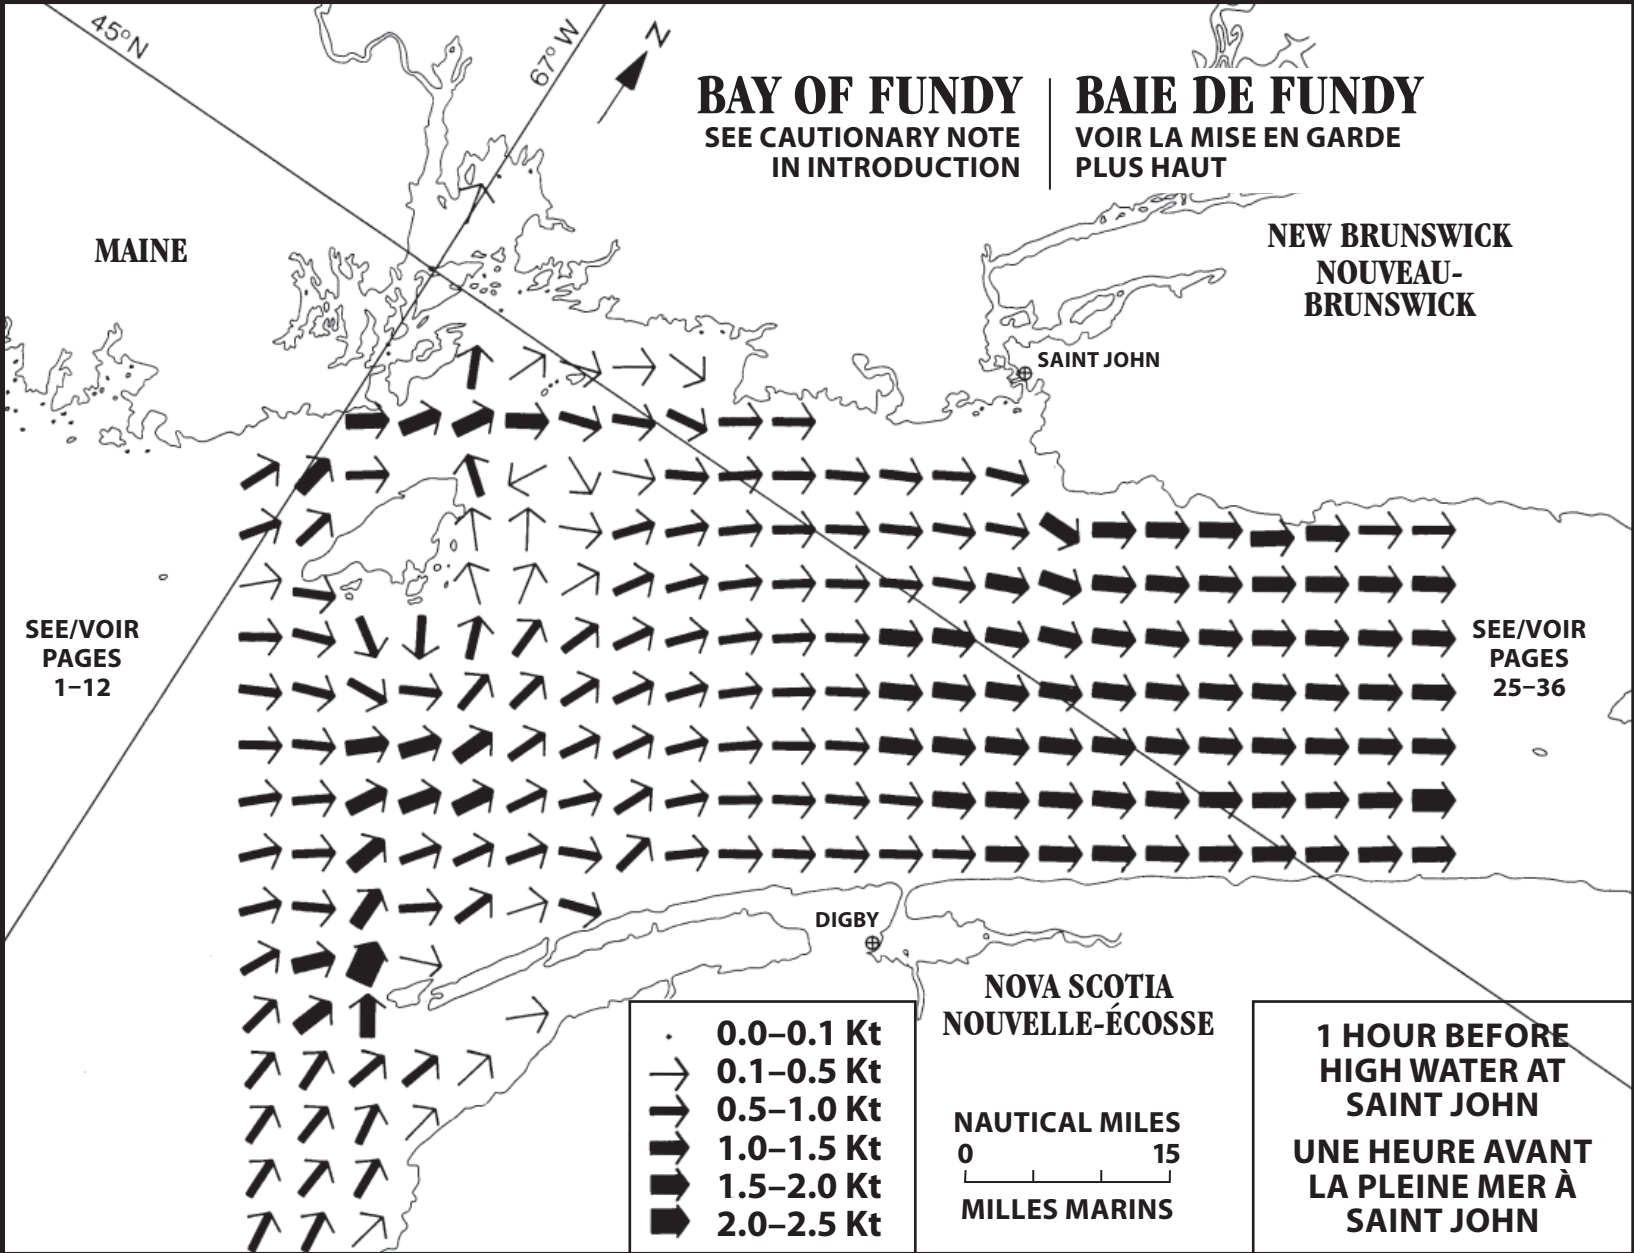 45°N
67° W
N
BAY OF FUNDY
SEE CAUTIONARY NOTE
IN INTRODUCTION
BAIE DE FUNDY
VOIR LA MISE EN GARDE
PLUS HAUT
MAINE
NEW BRUNSWICK
NOUVEAU-
BRUNSWICK
SAINT JOHN
SEE/VOIR
PAGES
1–12
SEE/VOIR
PAGES
25–36
DIGBY
NOVA SCOTIA
NOUVELLE-ÉCOSSE
0.0–0.1 Kt
0.1–0.5 Kt
0.5–1.0 Kt
1.0–1.5 Kt
1.5–2.0 Kt
2.0–2.5 Kt
NAUTICAL MILES
0 15
MILLES MARINS
1 HOUR BEFORE
HIGH WATER AT
SAINT JOHN
UNE HEURE AVANT
LA PLEINE MER À
SAINT JOHN